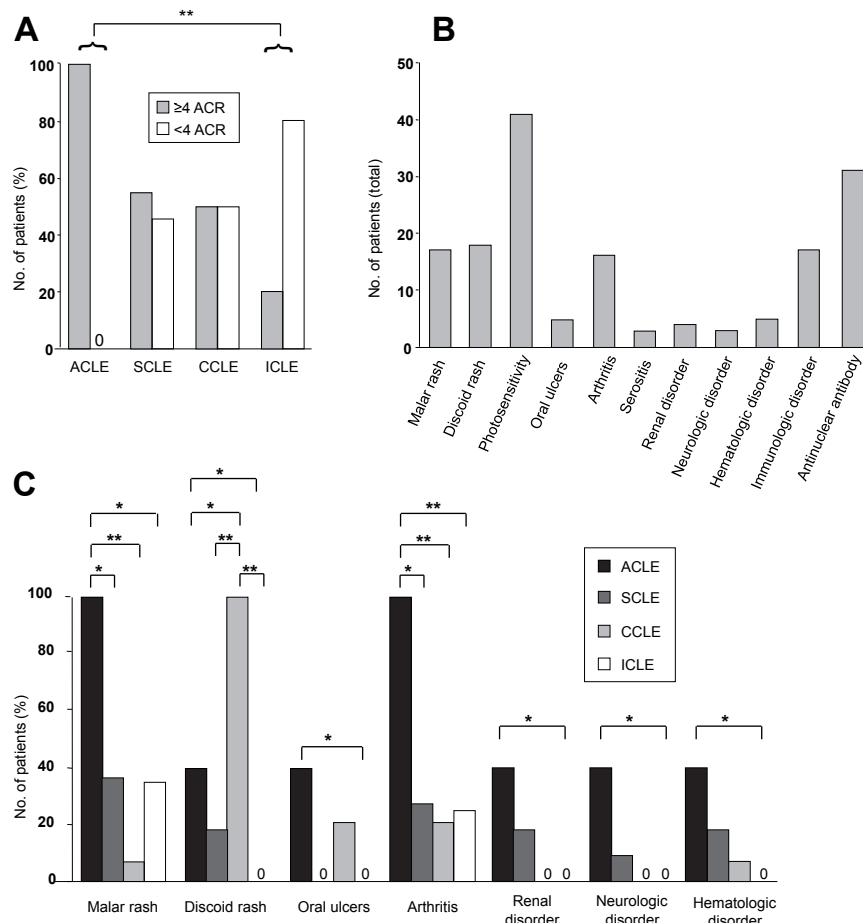 A
**
100
80
60
40
20
0
No. of patients (%)
≥4 ACR
<4 ACR
0
ACLE SCLE CCLE ICLE
B
50
40
30
20
10
0
No. of patients (total)
Malar rash
Discoid rash
Photosensitivity
Oral ulcers
Arthritis
Serositis
Renal disorder
Neurologic disorder
Hematologic disorder
Immunologic disorder
Antinuclear antibody
C
*
**
*
*
*
**
**
*
**
**
*
*
*
*
ACLE
SCLE
CCLE
ICLE
100
80
60
40
20
0
No. of patients (%)
0 0 0 0 0 0 0 0
Malar rash
Discoid rash
Oral ulcers
Arthritis
Renal
disorder
Neurologic
disorder
Hematologic
disorder